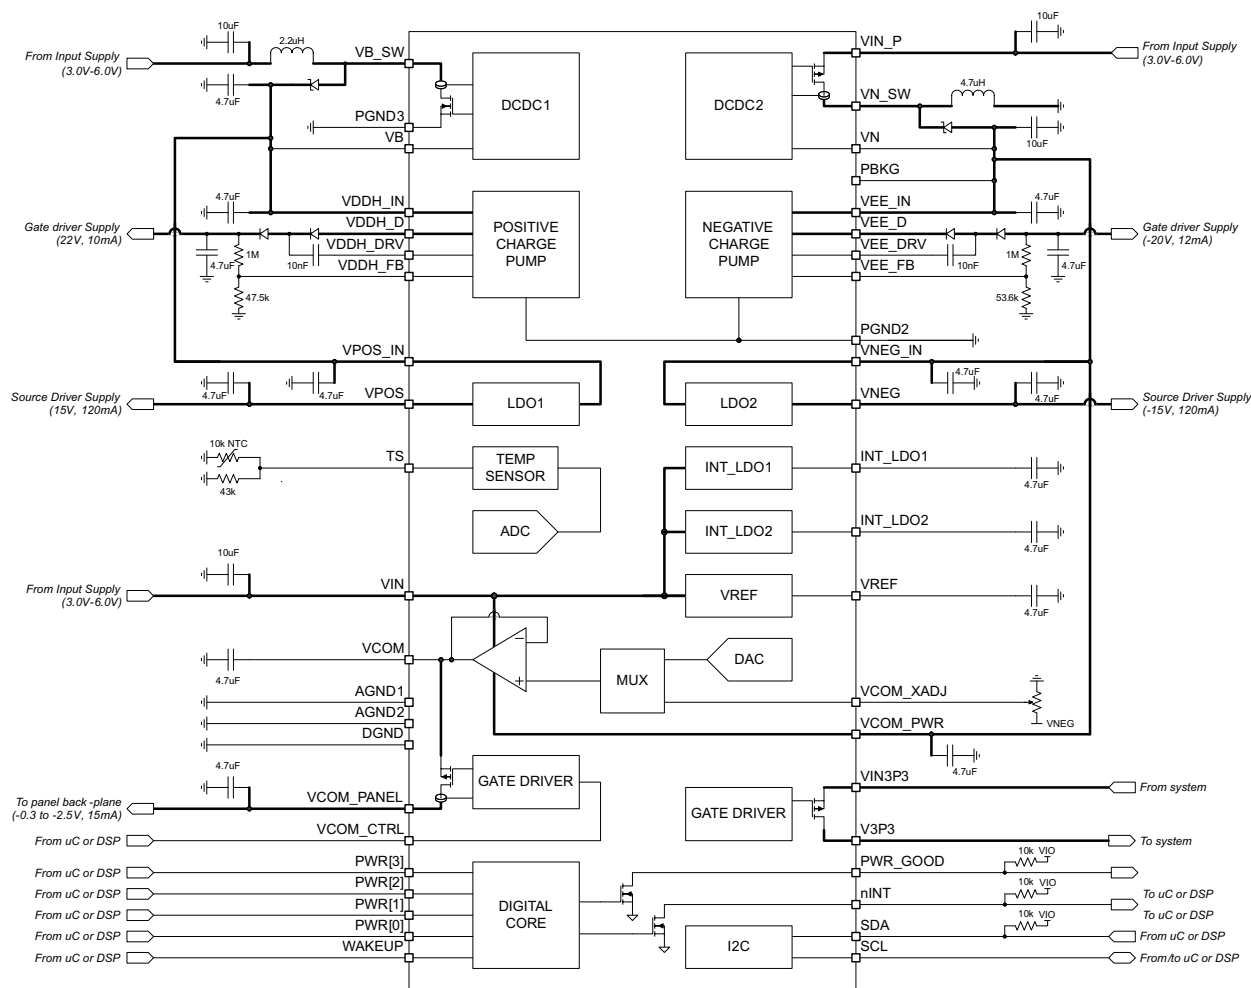 10uF
From Input Supply
(3.0V-6.0V)
2.2uH
VB_SW
4.7uF
PGND3
VB
DCDC1
DCDC2
VIN_P
10uF
From Input Supply
(3.0V-6.0V)
VN_SW
4.7uH
VN
10uF
PBKG
4.7uF
VDDH_IN
Gate driver Supply
(22V, 10mA)
VDDH_D
4.7uF
1M
10nF
VDDH_DRV
VDDH_FB
47.5k
POSITIVE
CHARGE
PUMP
NEGATIVE
CHARGE
PUMP
VEE_IN
4.7uF
VEE_D
Gate driver Supply
(-20V, 12mA)
VEE_DRV
10nF
1M
4.7uF
VEE_FB
53.6k
PGND2
VPOS_IN
4.7uF
4.7uF
Source Driver Supply
(15V, 120mA)
VPOS
LDO1
LDO2
VNEG_IN
4.7uF
VNEG
4.7uF
Source Driver Supply
(-15V, 120mA)
10k NTC
43k
TS
TEMP
SENSOR
ADC
INT_LDO1
INT_LDO1
4.7uF
INT_LDO2
INT_LDO2
4.7uF
10uF
From Input Supply
(3.0V-6.0V)
VIN
VREF
VREF
4.7uF
VCOM
4.7uF
−
+
MUX
DAC
AGND1
AGND2
DGND
VCOM_XADJ
VNEG
VCOM_PWR
4.7uF
4.7uF
To panel back -plane
(-0.3 to -2.5V, 15mA)
VCOM_PANEL
GATE DRIVER
From uC or DSP
VCOM_CTRL
GATE DRIVER
VIN3P3
From system
V3P3
To system
From uC or DSP
PWR[3]
From uC or DSP
PWR[2]
From uC or DSP
PWR[1]
From uC or DSP
PWR[0]
From uC or DSP
WAKEUP
DIGITAL
CORE
I2C
PWR_GOOD
10k VIO
nINT
10k VIO
To uC or DSP
To uC or DSP
SDA
10k VIO
From uC or DSP
SCL
From/to uC or DSP